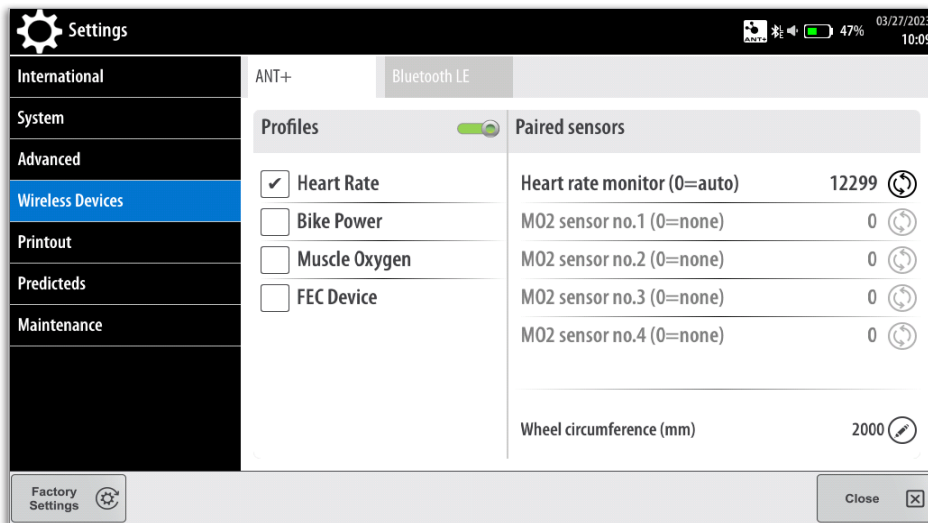 Settings
ANT+
47%
03/27/2023
10:09
International
System
Advanced
Wireless Devices
Printout
Predicteds
Maintenance
ANT+
Bluetooth LE
Profiles
Heart Rate
Bike Power
Muscle Oxygen
FEC Device
Paired sensors
Heart rate monitor (0=auto) 12299
MO2 sensor no.1 (0=none) 0
MO2 sensor no.2 (0=none) 0
MO2 sensor no.3 (0=none) 0
MO2 sensor no.4 (0=none) 0
Wheel circumference (mm) 2000
Factory
Settings
Close